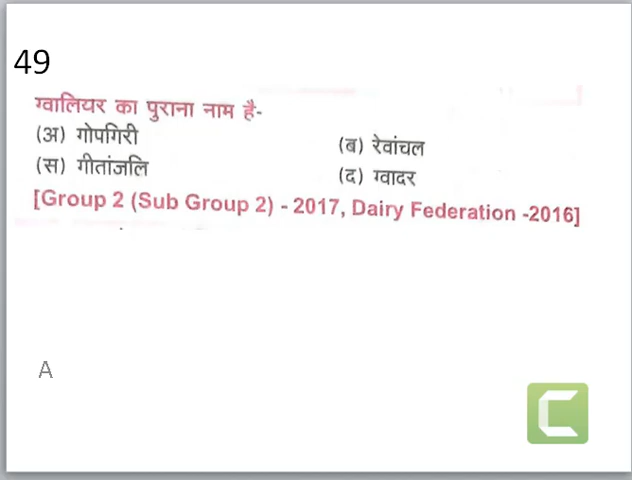 49
ग्वालियर का पुराना नाम है-
(अ) गोपगिरी (ब) रेवांचल
(स) गीतांजलि (द) ग्वादर
[Group 2 (Sub Group 2) - 2017, Dairy Federation -2016]
A